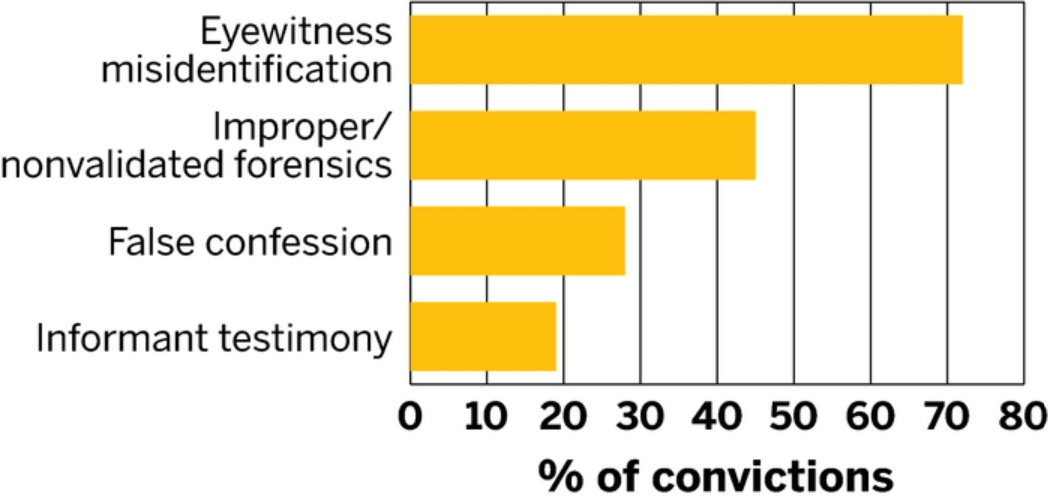 Eyewitness
misidentification
Improper/
nonvalidated forensics
False confession
Informant testimony
0 10 20 30 40 50 60 70 80
% of convictions